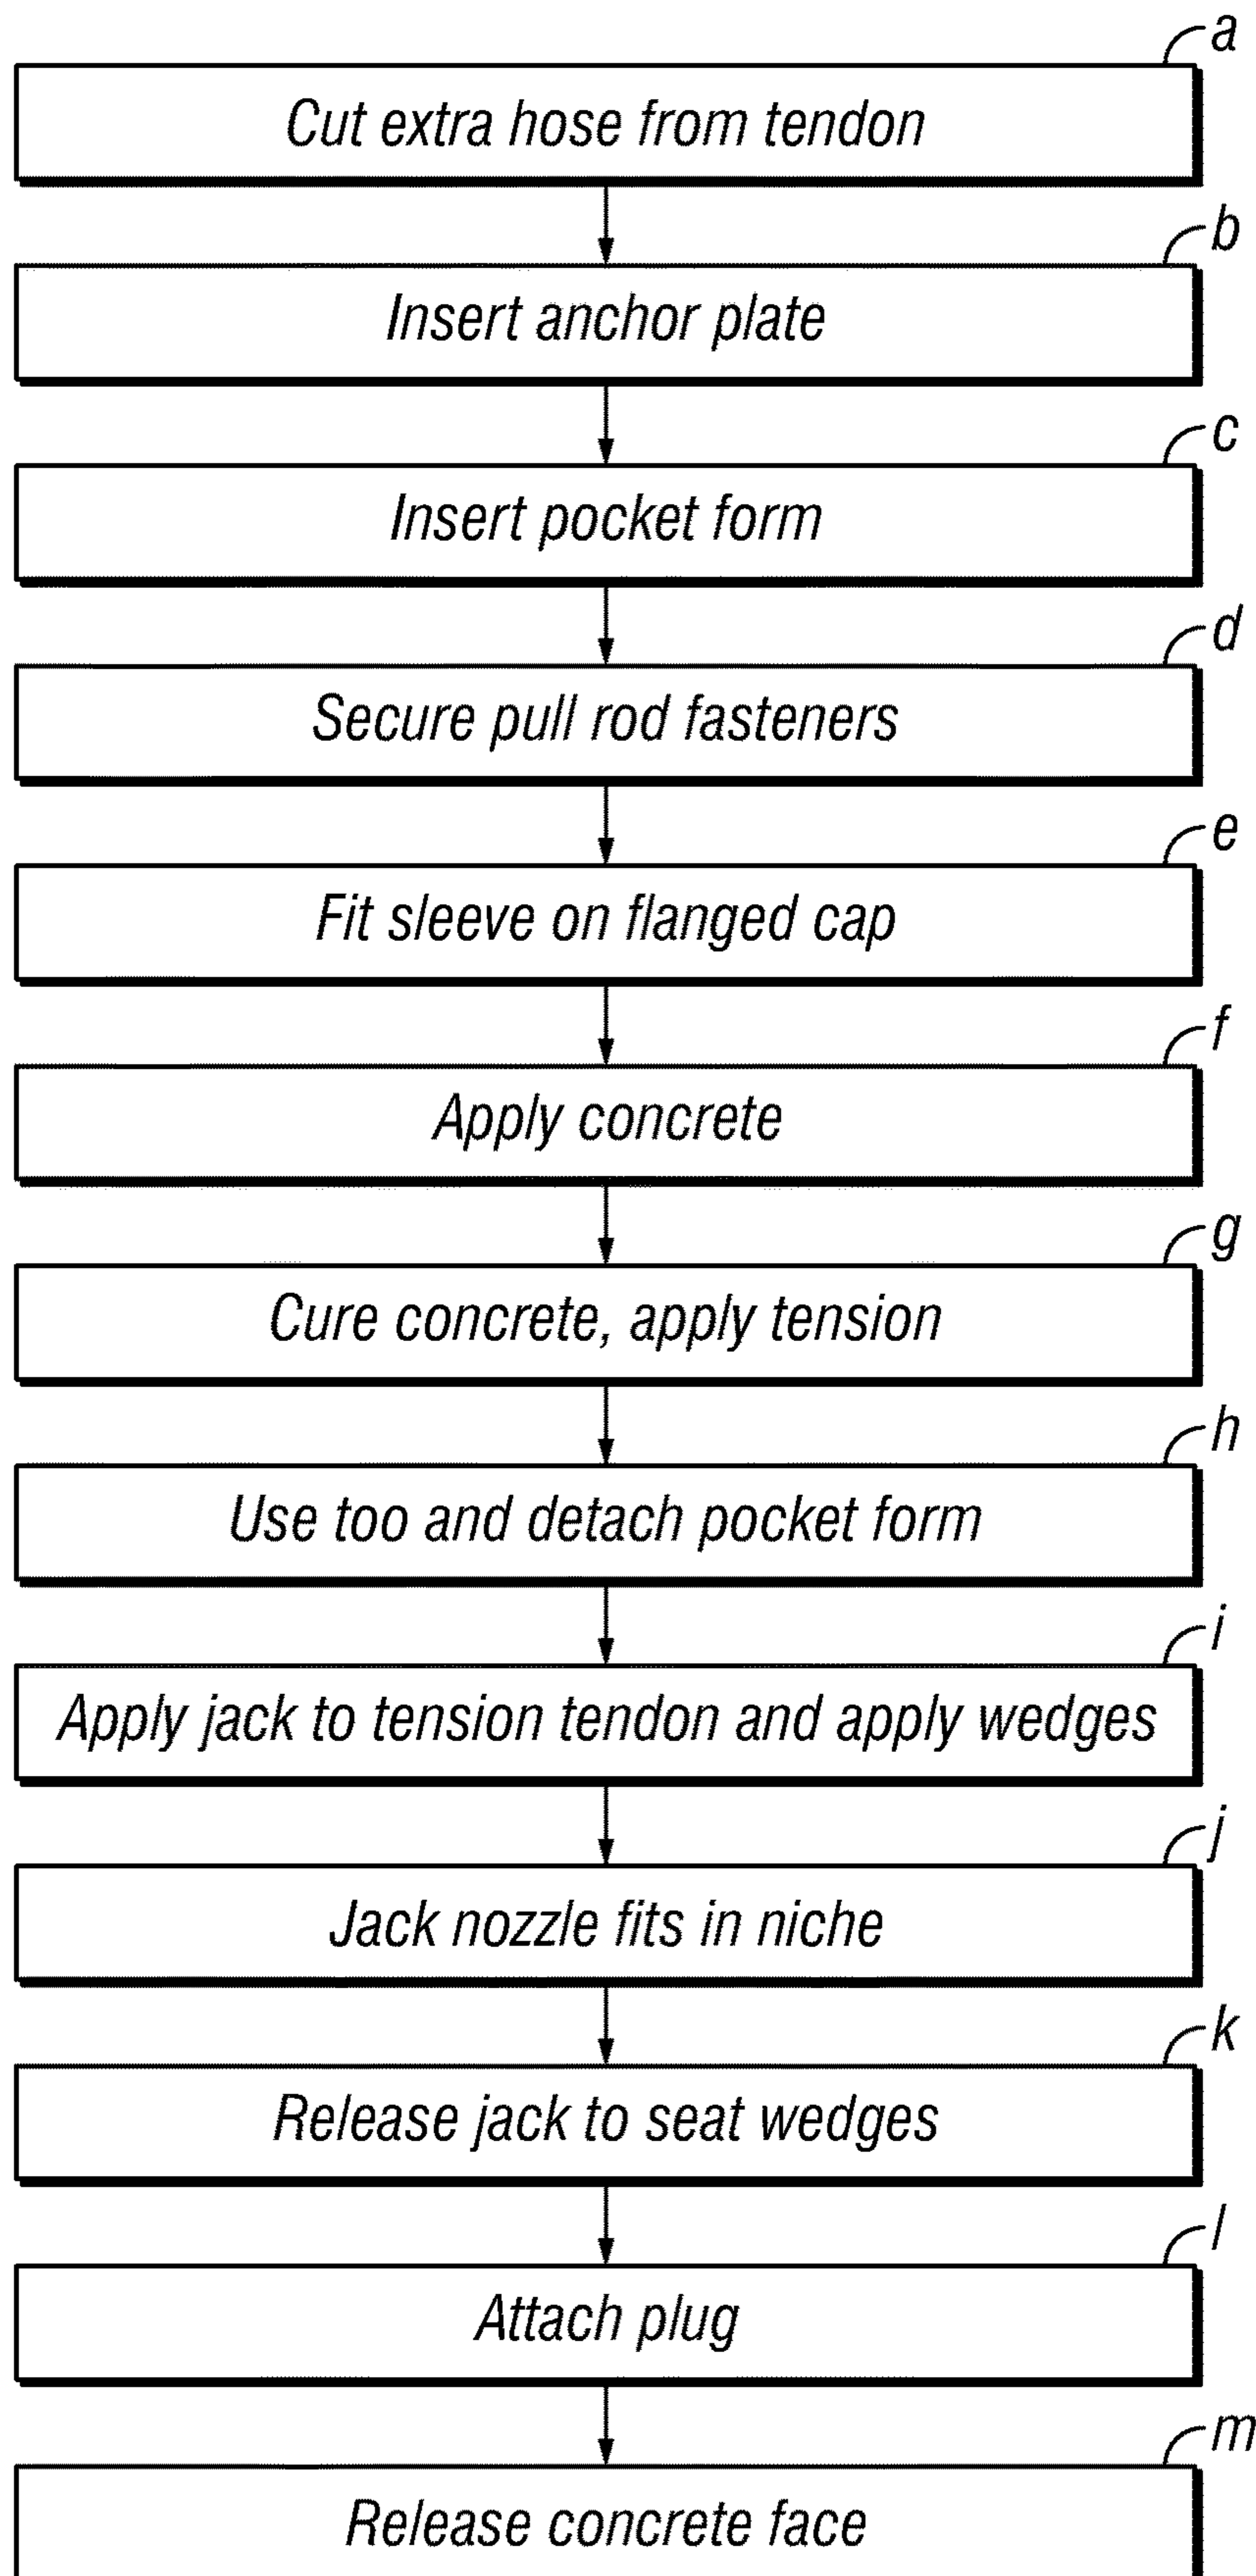 a
Cut extra hose from tendon
b
Insert anchor plate
c
Insert pocket form
d
Secure pull rod fasteners
e
Fit sleeve on flanged cap
f
Apply concrete
g
Cure concrete, apply tension
h
Use too and detach pocket form
i
Apply jack to tension tendon and apply wedges
j
Jack nozzle fits in niche
k
Release jack to seat wedges
l
Attach plug
m
Release concrete face